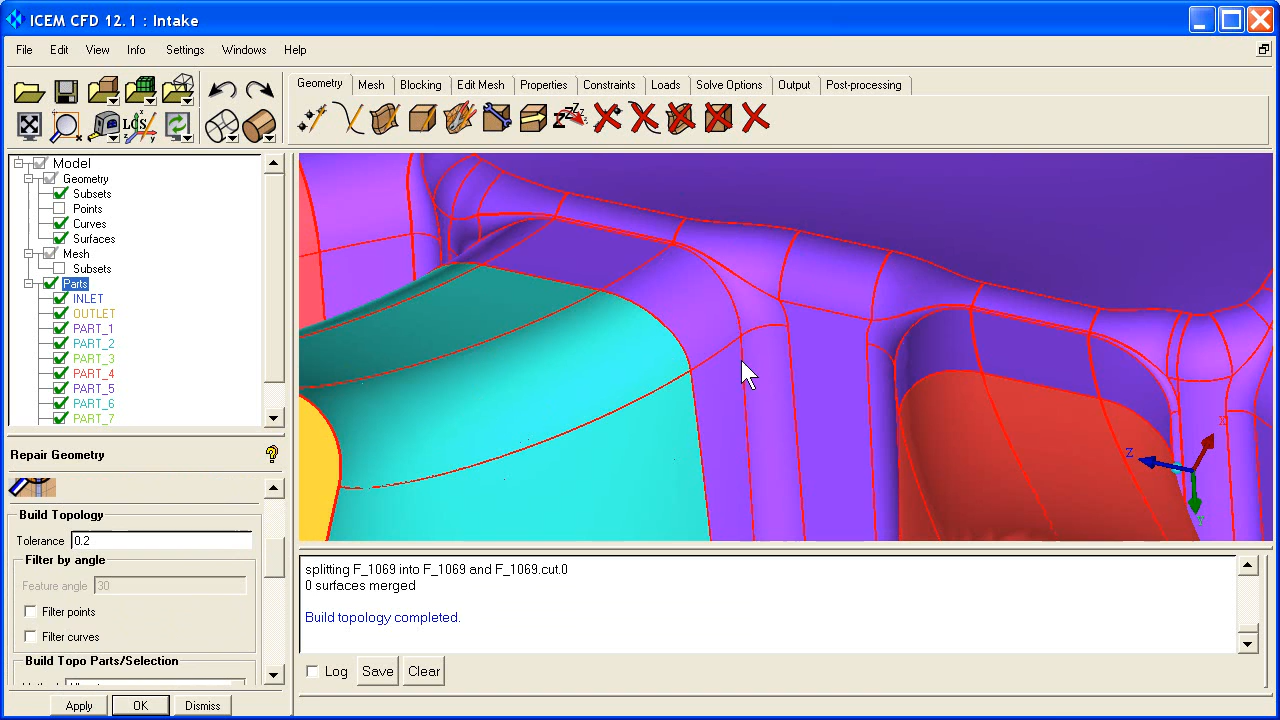 ICEM CFD 12.1 : Intake
File Edit View Info Settings Windows Help
Geometry Mesh Blocking Edit Mesh Properties Constraints Loads Solve Options Output Post-processing
LCS
Model
Geometry
Subsets
Points
Curves
Surfaces
Mesh
Subsets
Parts
INLET
OUTLET
PART_1
PART_2
PART_3
PART_4
PART_5
PART_6
PART_7
Repair Geometry
Build Topology
Tolerance 0.2
Filter by angle
Feature angle 30
Filter points
Filter curves
Build Topo Parts/Selection
Apply OK Dismiss
X
Z
Y
splitting F_1069 into F_1069 and F_1069.cut.0
0 surfaces merged
Build topology completed.
Log Save Clear